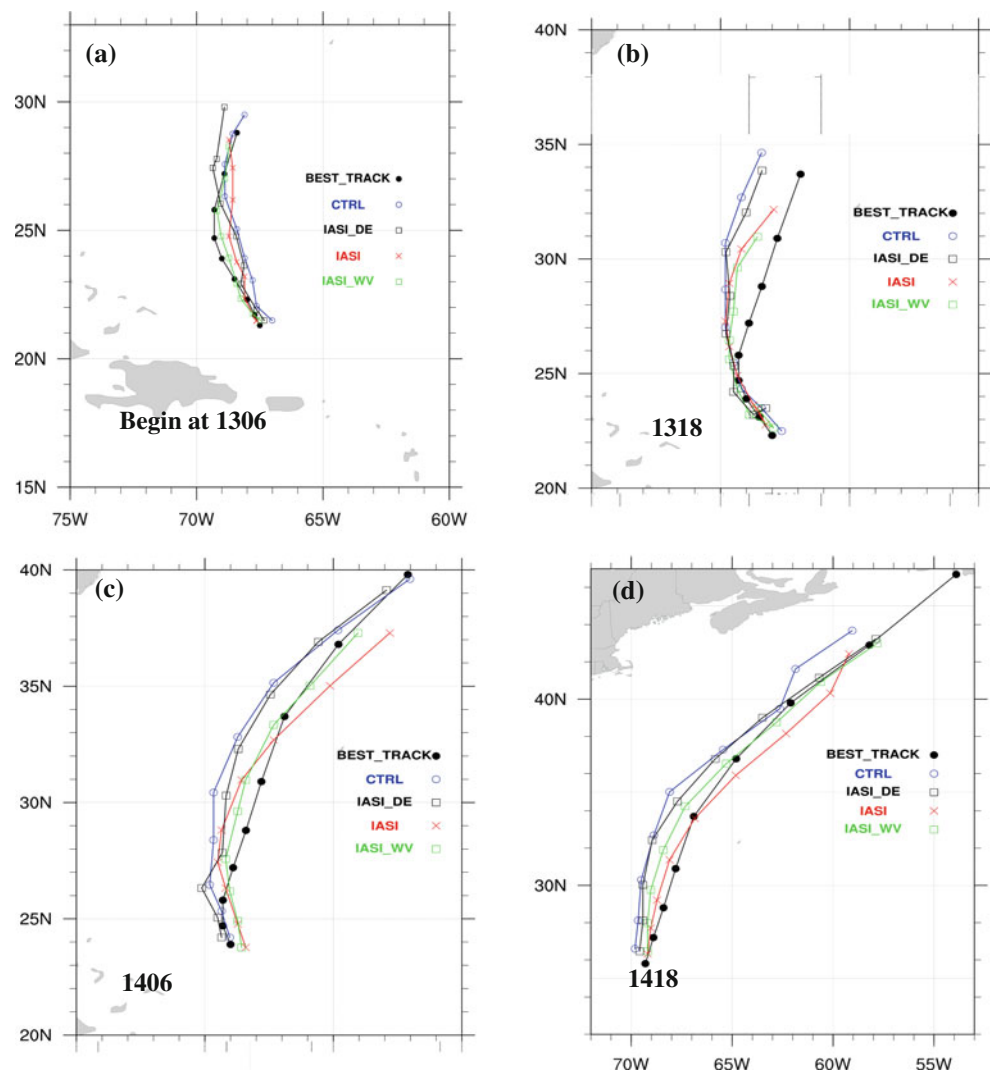 (a)
30N
25N
20N
15N
75W
70W
65W
60W
BEST_TRACK
CTRL
IASI_DE
IASI
IASI_WV
Begin at 1306
(b)
40N
35N
30N
25N
20N
BEST_TRACK
CTRL
IASI_DE
IASI
IASI_WV
1318
(c)
40N
35N
30N
25N
20N
BEST_TRACK
CTRL
IASI_DE
IASI
IASI_WV
1406
(d)
40N
30N
70W
65W
60W
55W
BEST_TRACK
CTRL
IASI_DE
IASI
IASI_WV
1418